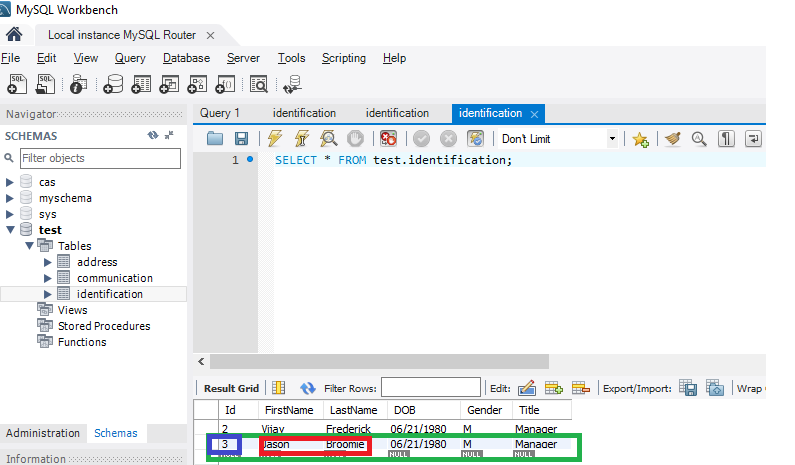 MySQL Workbench
Local instance MySQL Router
File Edit View Query Database Server Tools Scripting Help
Navigator
SCHEMAS
Filter objects
cas
myschema
sys
test
Tables
address
communication
identification
Views
Stored Procedures
Functions
Administration Schemas
Information
Query 1 identification identification identification
Don't Limit
1 SELECT * FROM test.identification;
Result Grid Filter Rows: Edit: Export/Import: Wrap
Id FirstName LastName DOB Gender Title
2 Vijay Frederick 06/21/1980 M Manager
3 Jason Broomie 06/21/1980 M Manager
NULL NULL NULL NULL NULL NULL